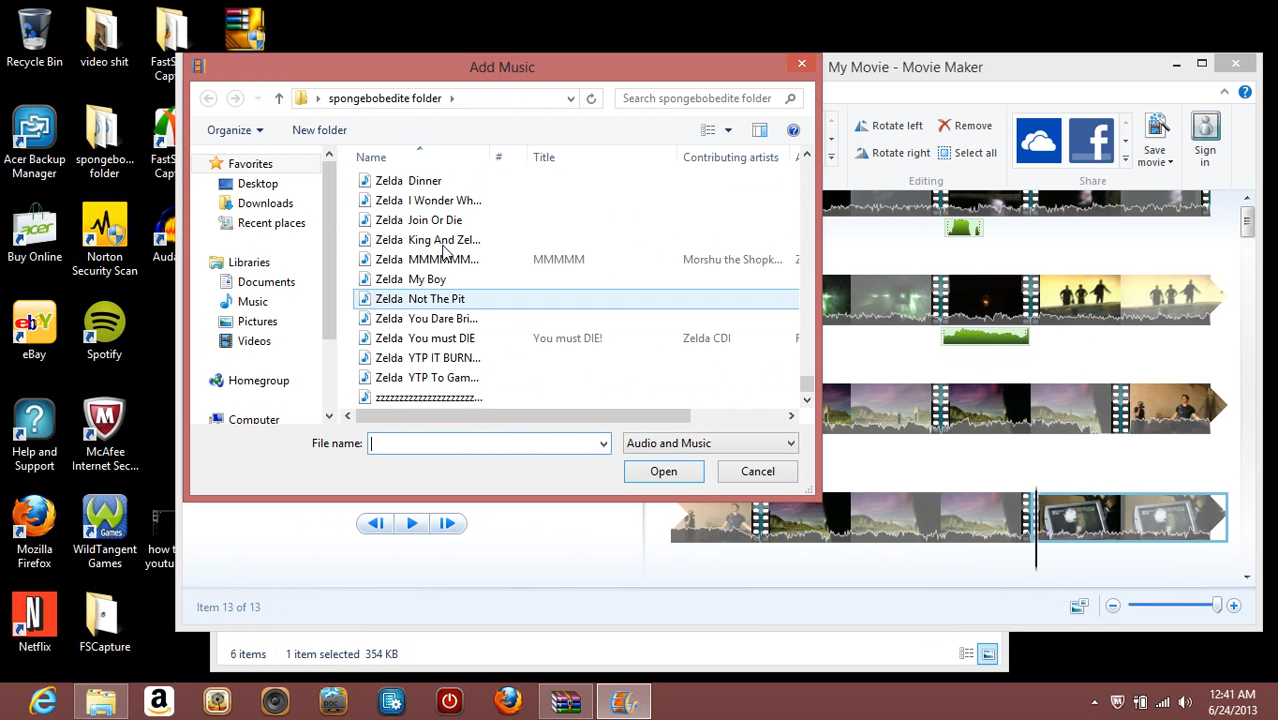 Recycle Bin
video shit
FastS...
Capt
Add Music
My Movie - Movie Maker
spongebobedite folder
Search spongebobedite folder
Organize
New folder
Rotate left
Remove
Rotate right
Select all
Save
movie
Sign
in
Editing
Share
Acer Backup
Manager
spongebo...
folder
FastS
Capt
Favorites
Desktop
Downloads
Recent places
Libraries
Documents
Music
Pictures
Videos
Homegroup
Computer
Name
#
Title
Contributing artists
Zelda Dinner
Zelda I Wonder Wh...
Zelda Join Or Die
Zelda King And Zel...
Zelda MMMMMM... MMMMM Morshu the Shopk...
Zelda My Boy
Zelda Not The Pit
Zelda You Dare Bri...
Zelda You must DIE You must DIE! Zelda CDI
Zelda YTP IT BURN...
Zelda YTP To Gam...
File name:
Audio and Music
Open
Cancel
Buy Online
Norton
Security Scan
Auda
eBay
Spotify
Help and
Support
McAfee
Internet Sec...
Mozilla
Firefox
WildTangent
Games
how t
youtu
Netflix
FSCapture
Item 13 of 13
6 items
1 item selected 354 KB
12:41 AM
6/24/2013